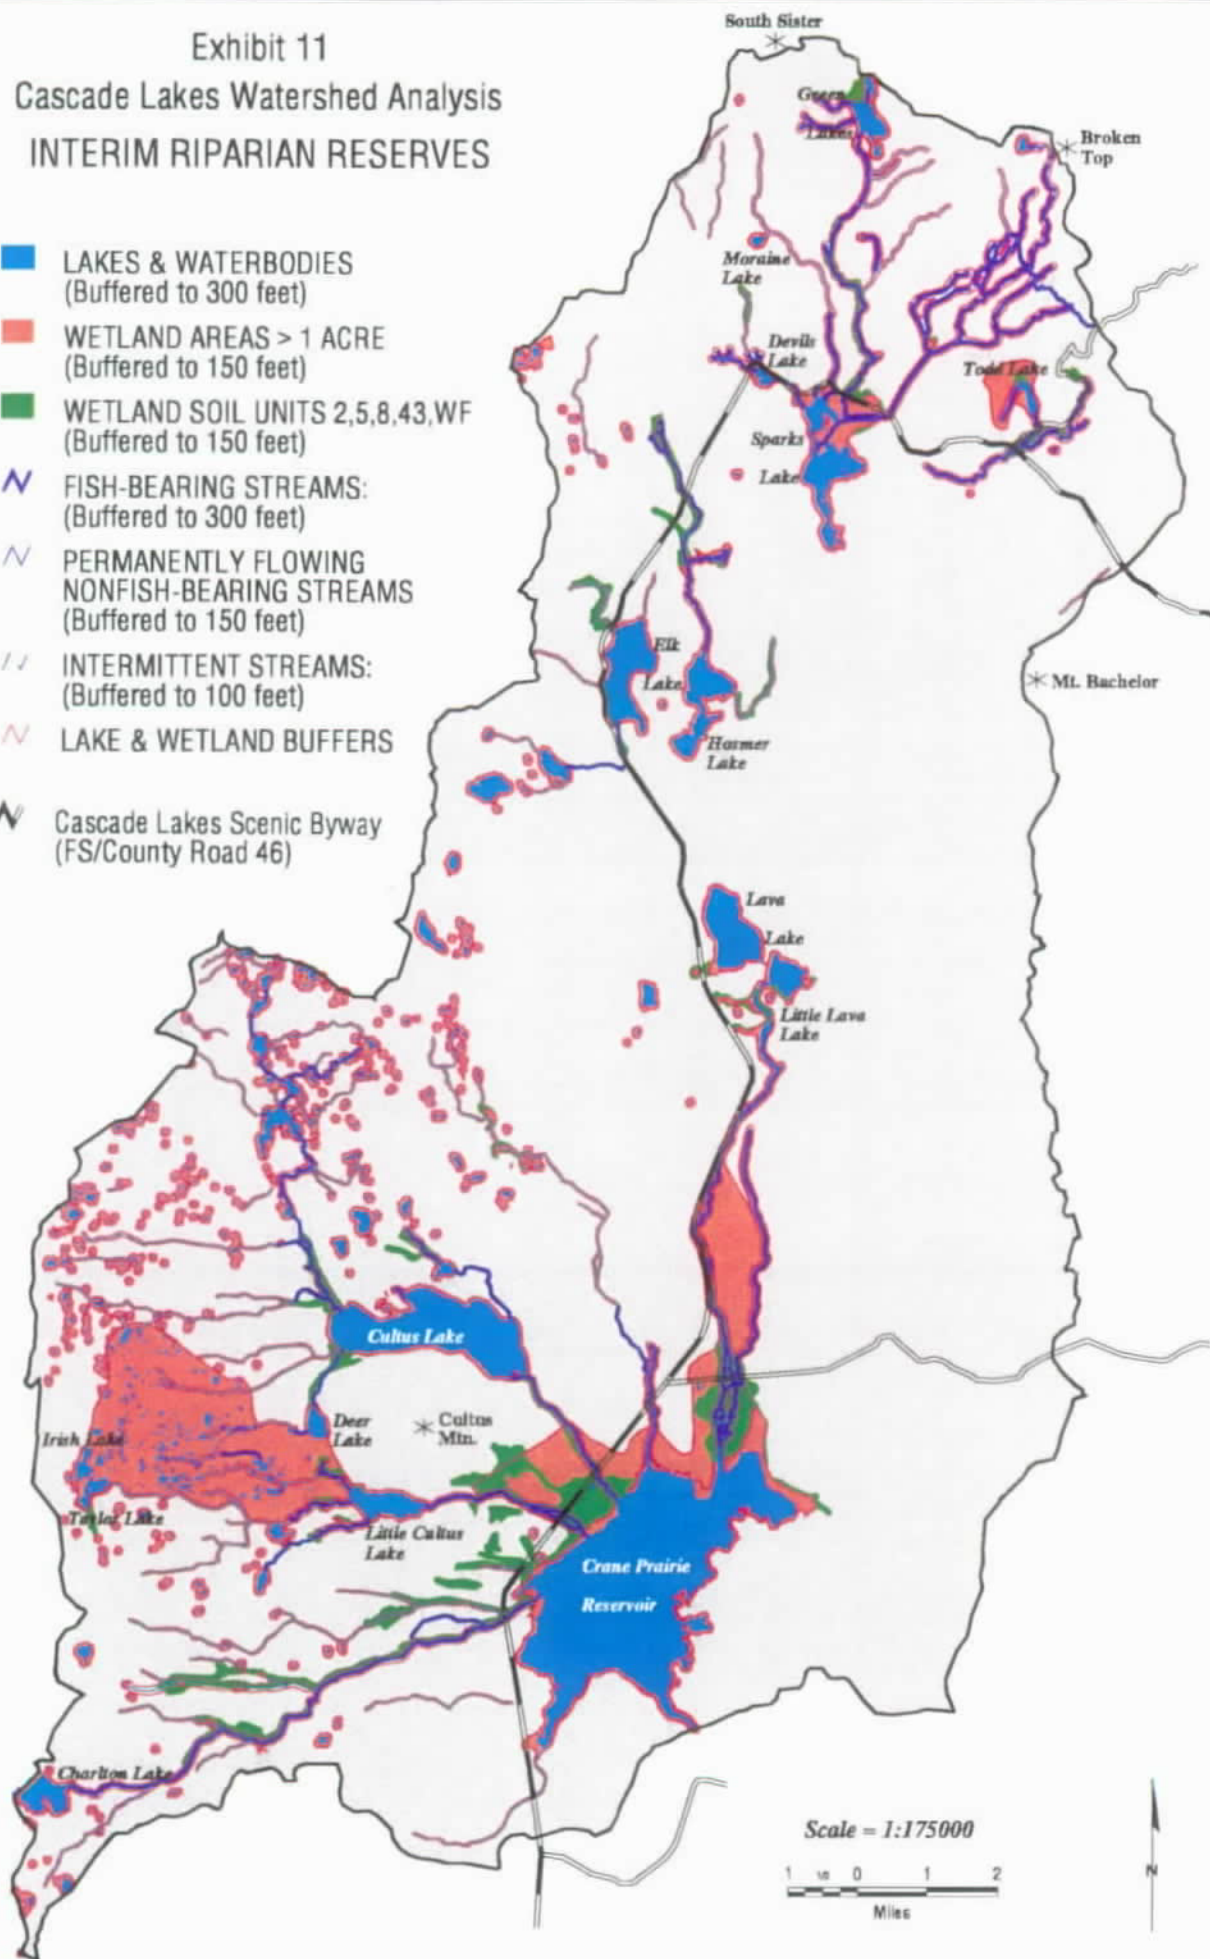 Exhibit 11
Cascade Lakes Watershed Analysis
INTERIM RIPARIAN RESERVES
LAKES & WATERBODIES
(Buffered to 300 feet)
WETLAND AREAS > 1 ACRE
(Buffered to 150 feet)
WETLAND SOIL UNITS 2,5,8,43,WF
(Buffered to 150 feet)
FISH-BEARING STREAMS:
(Buffered to 300 feet)
PERMANENTLY FLOWING
NONFISH-BEARING STREAMS
(Buffered to 150 feet)
INTERMITTENT STREAMS:
(Buffered to 100 feet)
LAKE & WETLAND BUFFERS
Cascade Lakes Scenic Byway
(FS/County Road 46)
South Sister
Green
Lakes
Broken
Top
Moraine
Lake
Devils
Lake
Todd Lake
Sparks
Lake
Elk
Lake
Mt. Bachelor
Hosmer
Lake
Lava
Lake
Little Lava
Lake
Cultus Lake
Deer
Lake
Cultus
Mtn.
Irish Lake
Taylor Lake
Little Cultus
Lake
Crane Prairie
Reservoir
Charlton Lake
Scale = 1:175000
1 1/2 0 1 2
Miles
N